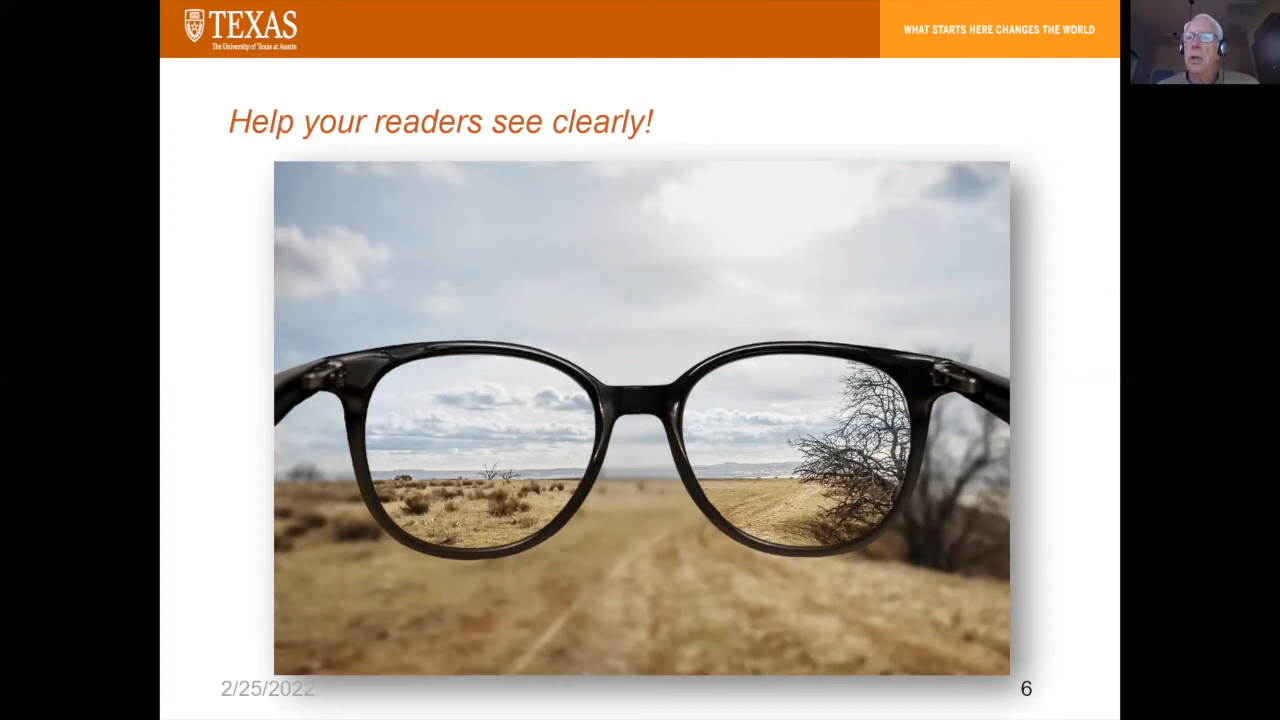 TEXAS
The University of Texas at Austin
WHAT STARTS HERE CHANGES THE WORLD
Help your readers see clearly!
2/25/2022
6